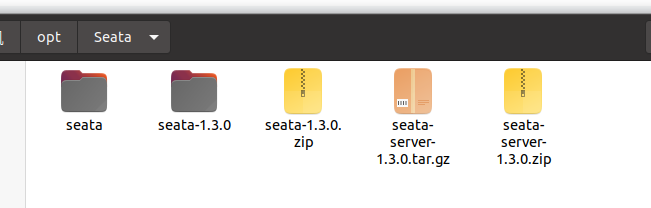 opt
Seata
seata
seata-1.3.0
seata-1.3.0.
zip
seata-
server-
1.3.0.tar.gz
seata-
server-
1.3.0.zip